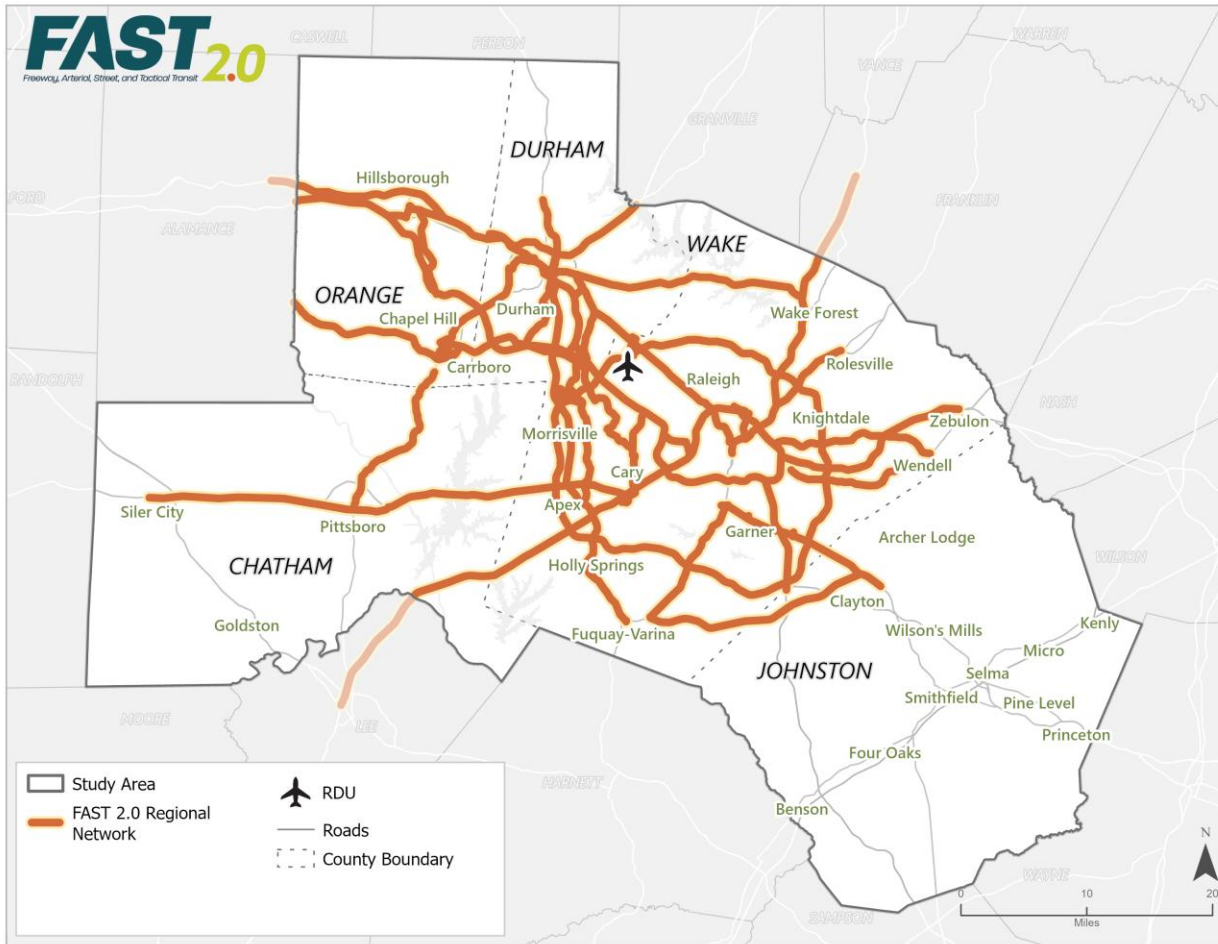 FAST 2.0
Freeway, Arterial, Street, and Tactical Transit
CASWELL
PERSON
WARREN
VANCE
GRANVILLE
DURHAM
Hillsborough
FORD
FRANKLIN
ALAMANCE
WAKE
ORANGE
Durham
Chapel Hill
Wake Forest
Carrboro
Rolesville
RANDOLPH
Raleigh
NASH
Knightdale
Zebulon
Morrisville
Wendell
Cary
Siler City
Apex
Pittsboro
Garner
Archer Lodge
WILSON
CHATHAM
Holly Springs
Clayton
Goldston
Fuquay-Varina
Wilson's Mills
Kenly
Micro
JOHNSTON
Selma
Smithfield
Pine Level
MOORE
LEE
Princeton
Four Oaks
HARNETT
Benson
WAYNE
SAMPSON
Study Area
FAST 2.0 Regional
Network
RDU
Roads
County Boundary
N
0 10 20
Miles